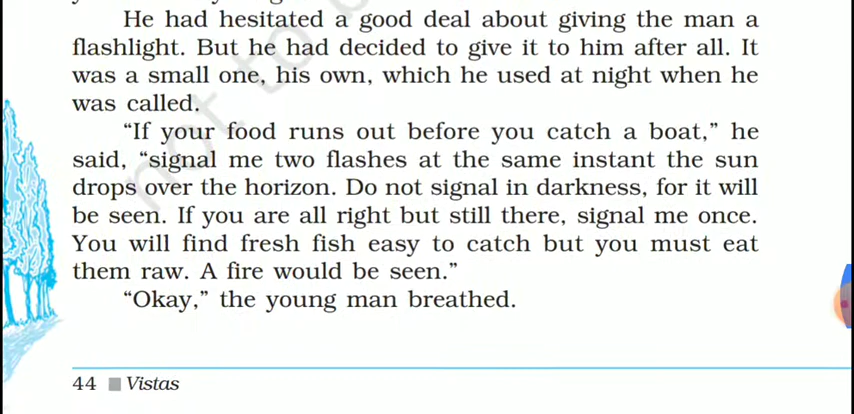 He had hesitated a good deal about giving the man a
flashlight. But he had decided to give it to him after all. It
was a small one, his own, which he used at night when he
was called.
“If your food runs out before you catch a boat,” he
said, “signal me two flashes at the same instant the sun
drops over the horizon. Do not signal in darkness, for it will
be seen. If you are all right but still there, signal me once.
You will find fresh fish easy to catch but you must eat
them raw. A fire would be seen.”
“Okay,” the young man breathed.
44 ■ Vistas
not to b